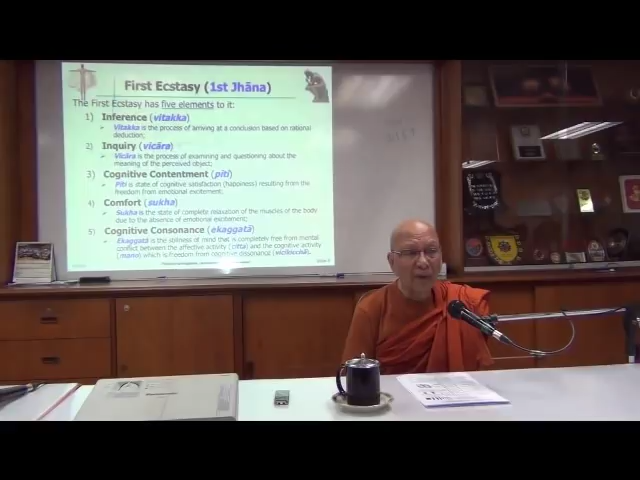 First Ecstasy (1st Jhāna)
The First Ecstasy has five elements to it:
1) Inference (vitakka)
Vitakka is the process of arriving at a conclusion based on rational
deduction;
2) Inquiry (vicāra)
Vicāra is the process of examining and questioning about the
meaning of the perceived object;
3) Cognitive Contentment (pīti)
Pīti is state of cognitive satisfaction (happiness) resulting from the
freedom from emotional excitement;
4) Comfort (sukha)
Sukha is the state of complete relaxation of the muscles of the body
due to the absence of emotional excitement;
5) Cognitive Consonance (ekaggatā)
Ekaggatā is the stillness of mind that is completely free from mental
conflict between the affective activity (citta) and the cognitive activity
(mano) which is freedom from cognitive dissonance (vicikicchā).